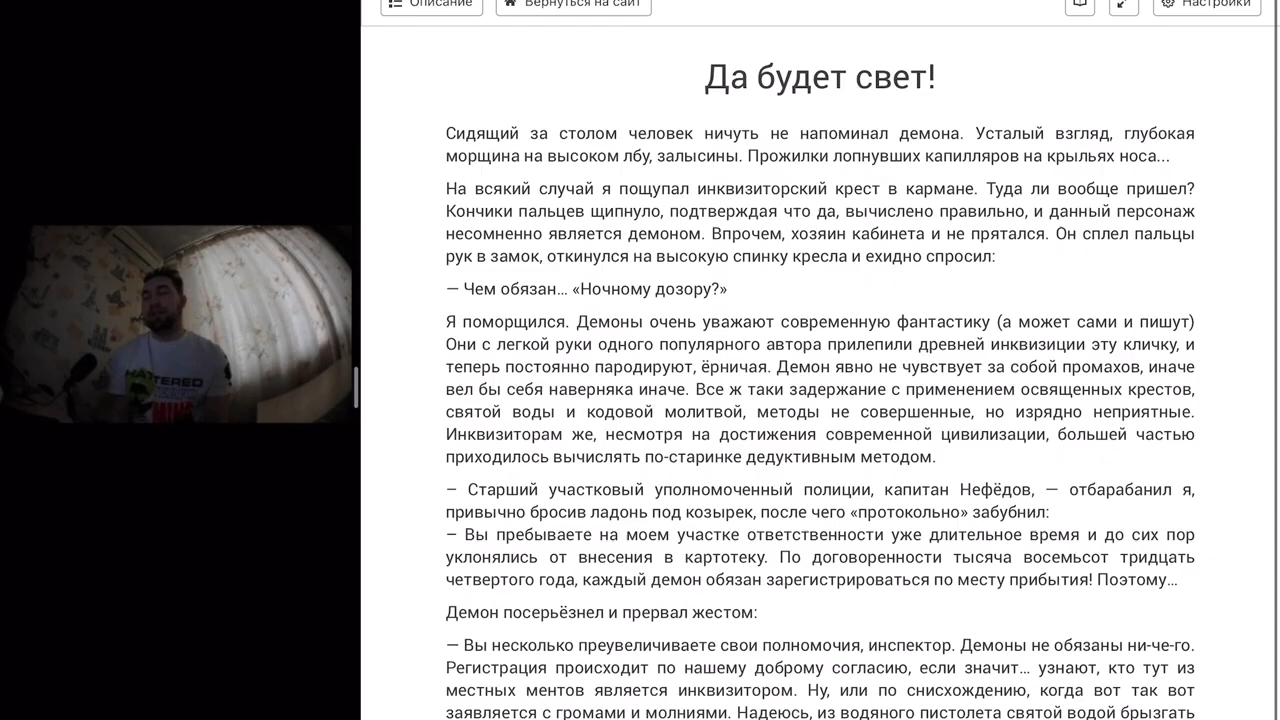 Описание
Вернуться на сайт
Настройки
Да будет свет!
Сидящий за столом человек ничуть не напоминал демона. Усталый взгляд, глубокая
морщина на высоком лбу, залысины. Прожилки лопнувших капилляров на крыльях носа...
На всякий случай я пощупал инквизиторский крест в кармане. Туда ли вообще пришел?
Кончики пальцев щипнуло, подтверждая что да, вычислено правильно, и данный персонаж
несомненно является демоном. Впрочем, хозяин кабинета и не прятался. Он сплел пальцы
рук в замок, откинулся на высокую спинку кресла и ехидно спросил:
— Чем обязан… «Ночному дозору?»
Я поморщился. Демоны очень уважают современную фантастику (а может сами и пишут)
Они с легкой руки одного популярного автора прилепили древней инквизиции эту кличку, и
теперь постоянно пародируют, ёрничая. Демон явно не чувствует за собой промахов, иначе
вел бы себя наверняка иначе. Все ж таки задержание с применением освященных крестов,
святой воды и кодовой молитвой, методы не совершенные, но изрядно неприятные.
Инквизиторам же, несмотря на достижения современной цивилизации, большей частью
приходилось вычислять по-старинке дедуктивным методом.
– Старший участковый уполномоченный полиции, капитан Нефёдов, — отбарабанил я,
привычно бросив ладонь под козырек, после чего «протокольно» забубнил:
– Вы пребываете на моем участке ответственности уже длительное время и до сих пор
уклонялись от внесения в картотеку. По договоренности тысяча восемьсот тридцать
четвертого года, каждый демон обязан зарегистрироваться по месту прибытия! Поэтому…
Демон посерьёзнел и прервал жестом:
— Вы несколько преувеличиваете свои полномочия, инспектор. Демоны не обязаны ни-че-го.
Регистрация происходит по нашему доброму согласию, если значит… узнают, кто тут из
местных ментов является инквизитором. Ну, или по снисхождению, когда вот так вот
заявляется с громами и молниями. Надеюсь, из водяного пистолета святой водой брызгать